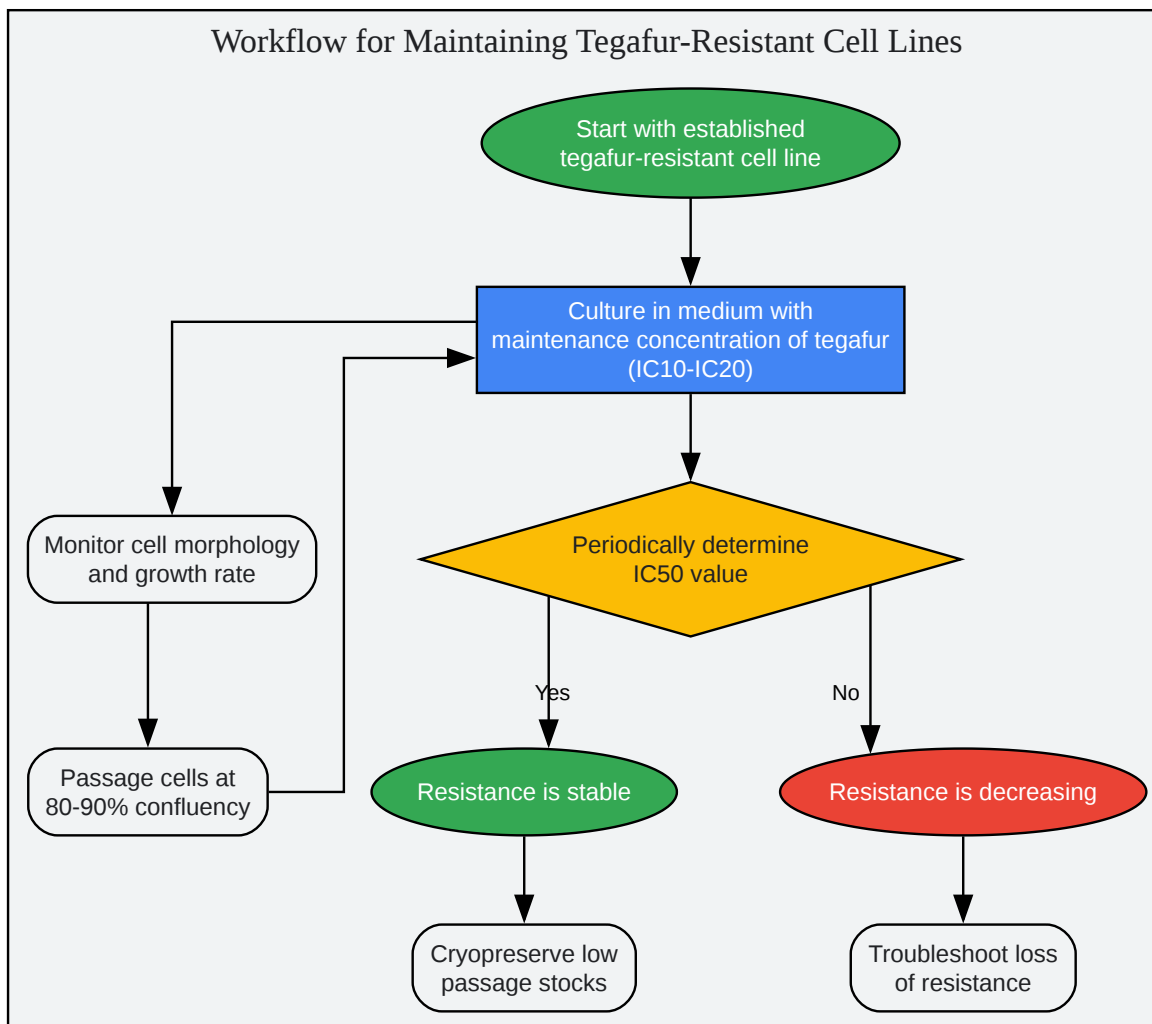 Workflow for Maintaining Tegafur-Resistant Cell Lines
Start with established
tegafur-resistant cell line
Culture in medium with
maintenance concentration of tegafur
(IC10-IC20)
Monitor cell morphology
and growth rate
Periodically determine
IC50 value
Yes
No
Passage cells at
80-90% confluency
Resistance is stable
Resistance is decreasing
Cryopreserve low
passage stocks
Troubleshoot loss
of resistance